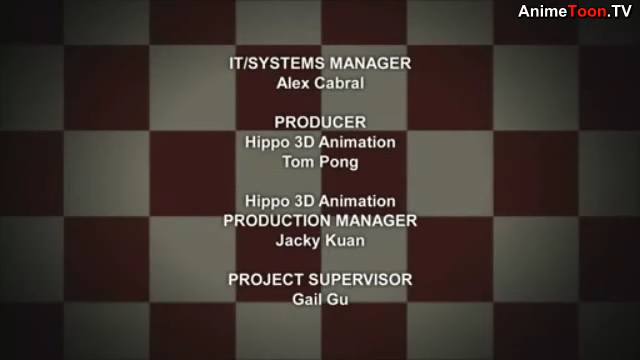 AnimeToon.TV
IT/SYSTEMS MANAGER
Alex Cabral
PRODUCER
Hippo 3D Animation
Tom Pong
Hippo 3D Animation
PRODUCTION MANAGER
Jacky Kuan
PROJECT SUPERVISOR
Gail Gu